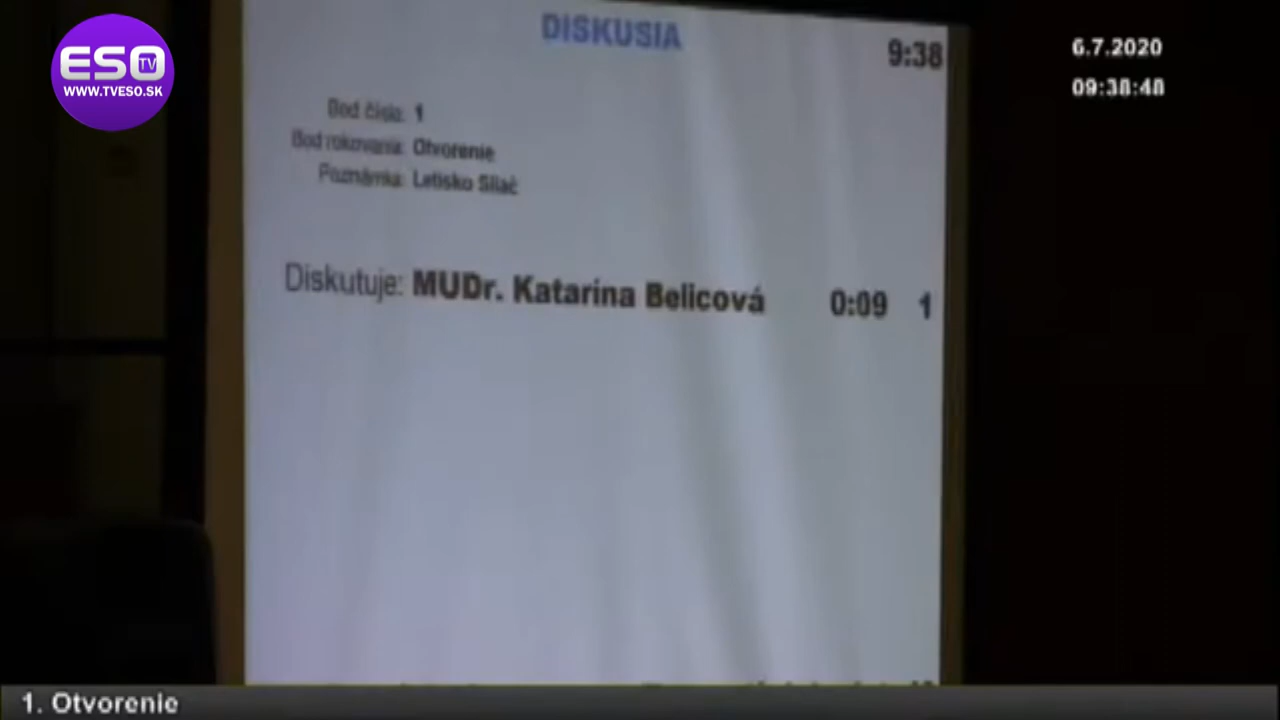 ESO TV
WWW.TVESO.SK
DISKUSIA
9:38
6.7.2020
09:38:48
Bod číslo: 1
Bod rokovania: Otvorenie
Poznámka: Letisko Sliač
Diskutuje: MUDr. Katarína Belicová 0:09 1
1. Otvorenie